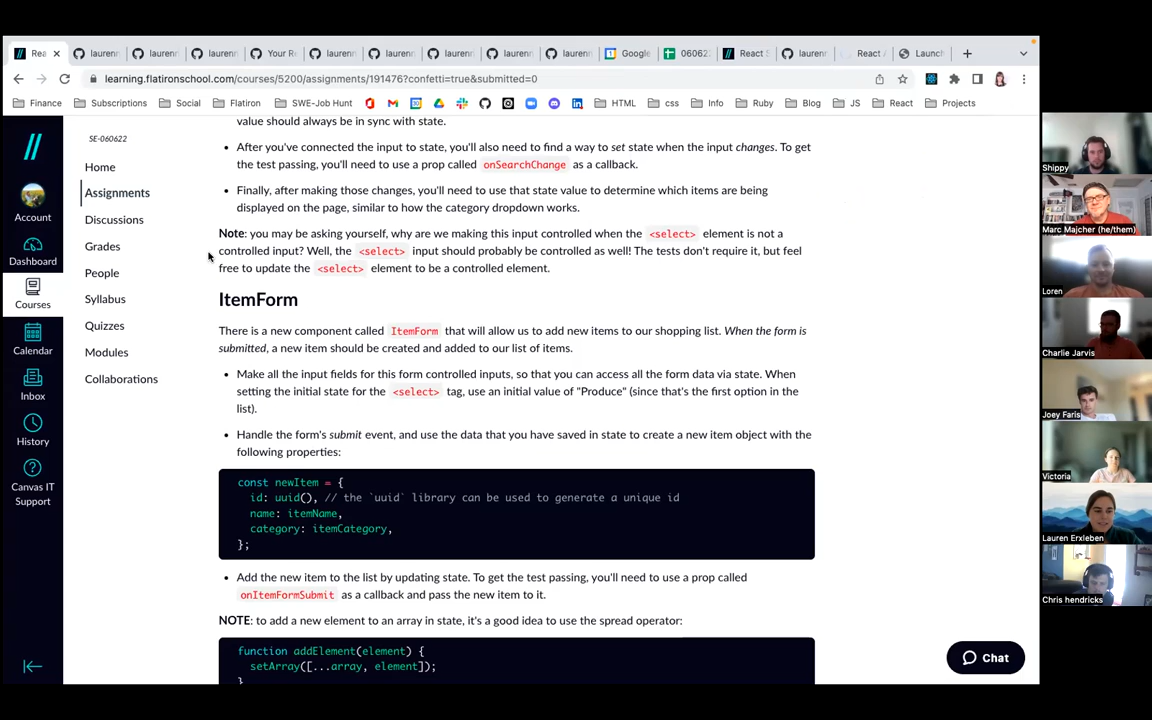 Rea
laurenn
laurenn
laurenn
Your Re
laurenn
laurenn
laurenn
laurenn
laurenn
Google
06062
React S
laurenn
React A
Launch
learning.flatironschool.com/courses/5200/assignments/191476?confetti=true&submitted=0
Finance
Subscriptions
Social
Flatiron
SWE-Job Hunt
HTML
css
Info
Ruby
Blog
JS
React
Projects
Account
Dashboard
Courses
Calendar
Inbox
History
Canvas IT
Support
SE-060622
Home
Assignments
Discussions
Grades
People
Syllabus
Quizzes
Modules
Collaborations
value should always be in sync with state.
• After you've connected the input to state, you'll also need to find a way to set state when the input changes. To get
the test passing, you'll need to use a prop called onSearchChange as a callback.
• Finally, after making those changes, you'll need to use that state value to determine which items are being
displayed on the page, similar to how the category dropdown works.
Note: you may be asking yourself, why are we making this input controlled when the <select> element is not a
controlled input? Well, the <select> input should probably be controlled as well! The tests don't require it, but feel
free to update the <select> element to be a controlled element.
ItemForm
There is a new component called ItemForm that will allow us to add new items to our shopping list. When the form is
submitted, a new item should be created and added to our list of items.
• Make all the input fields for this form controlled inputs, so that you can access all the form data via state. When
setting the initial state for the <select> tag, use an initial value of "Produce" (since that's the first option in the
list).
• Handle the form's submit event, and use the data that you have saved in state to create a new item object with the
following properties:
const newItem = {
id: uuid(), // the `uuid` library can be used to generate a unique id
name: itemName,
category: itemCategory,
};
• Add the new item to the list by updating state. To get the test passing, you'll need to use a prop called
onItemFormSubmit as a callback and pass the new item to it.
NOTE: to add a new element to an array in state, it's a good idea to use the spread operator:
function addElement(element) {
setArray([...array, element]);
}
Chat
Shippy
Marc Majcher (he/them)
Loren
Charlie Jarvis
Joey Faris
Victoria
Lauren Erxleben
Chris hendricks